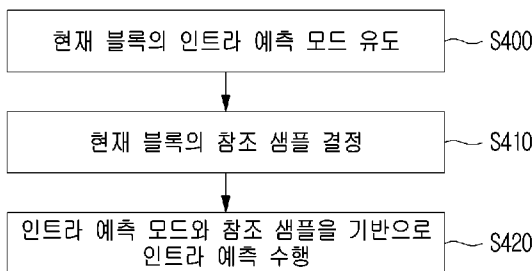 현재 블록의 인트라 예측 모드 유도
S400
현재 블록의 참조 샘플 결정
S410
인트라 예측 모드와 참조 샘플을 기반으로
인트라 예측 수행
S420